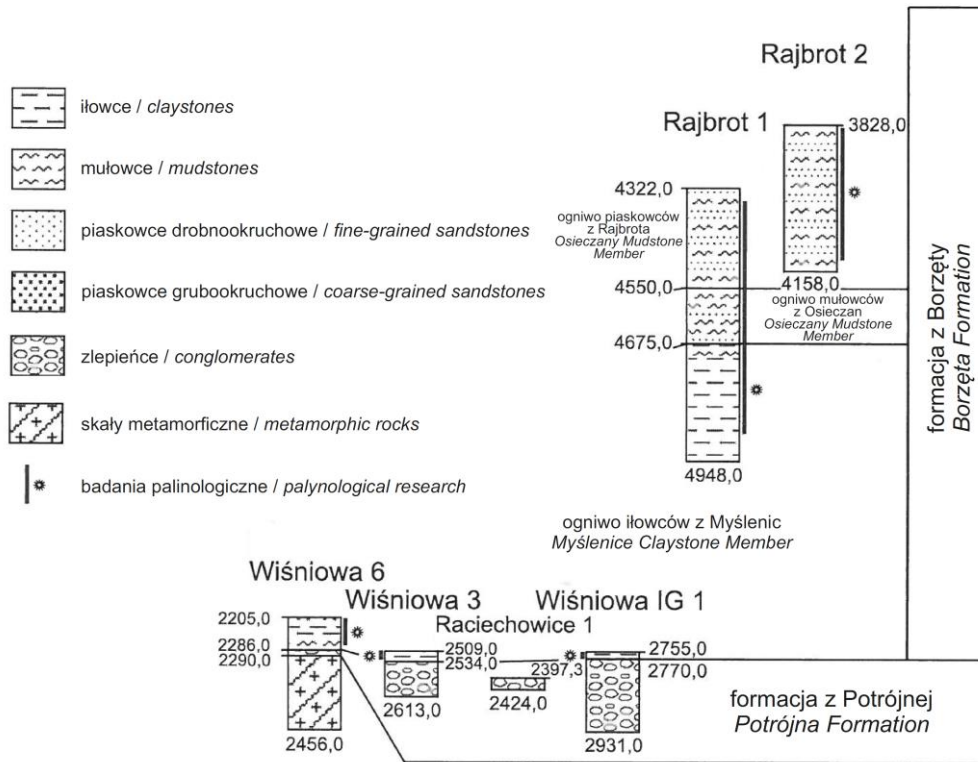 iłowce / claystones
mułowce / mudstones
piaskowce drobnookruchowe / fine-grained sandstones
piaskowce grubookruchowe / coarse-grained sandstones
zlepieńce / conglomerates
skały metamorficzne / metamorphic rocks
badania palinologiczne / palynological research
Rajbrot 2
3828,0
4158,0
ogniwo mułowców
z Osieczan
Osieczany Mudstone
Member
Rajbrot 1
4322,0
ogniwo piaskowców
z Rajbrota
Osieczany Mudstone
Member
4550,0
4675,0
4948,0
ogniwo iłowców z Myślenic
Myślenice Claystone Member
formacja z Borzęty
Borzęta Formation
Wiśniowa 6
2205,0
2286,0
2290,0
2456,0
Wiśniowa 3
2509,0
2534,0
2613,0
Raciechowice 1
2397,3
2424,0
Wiśniowa IG 1
2755,0
2770,0
2931,0
formacja z Potrójnej
Potrójna Formation